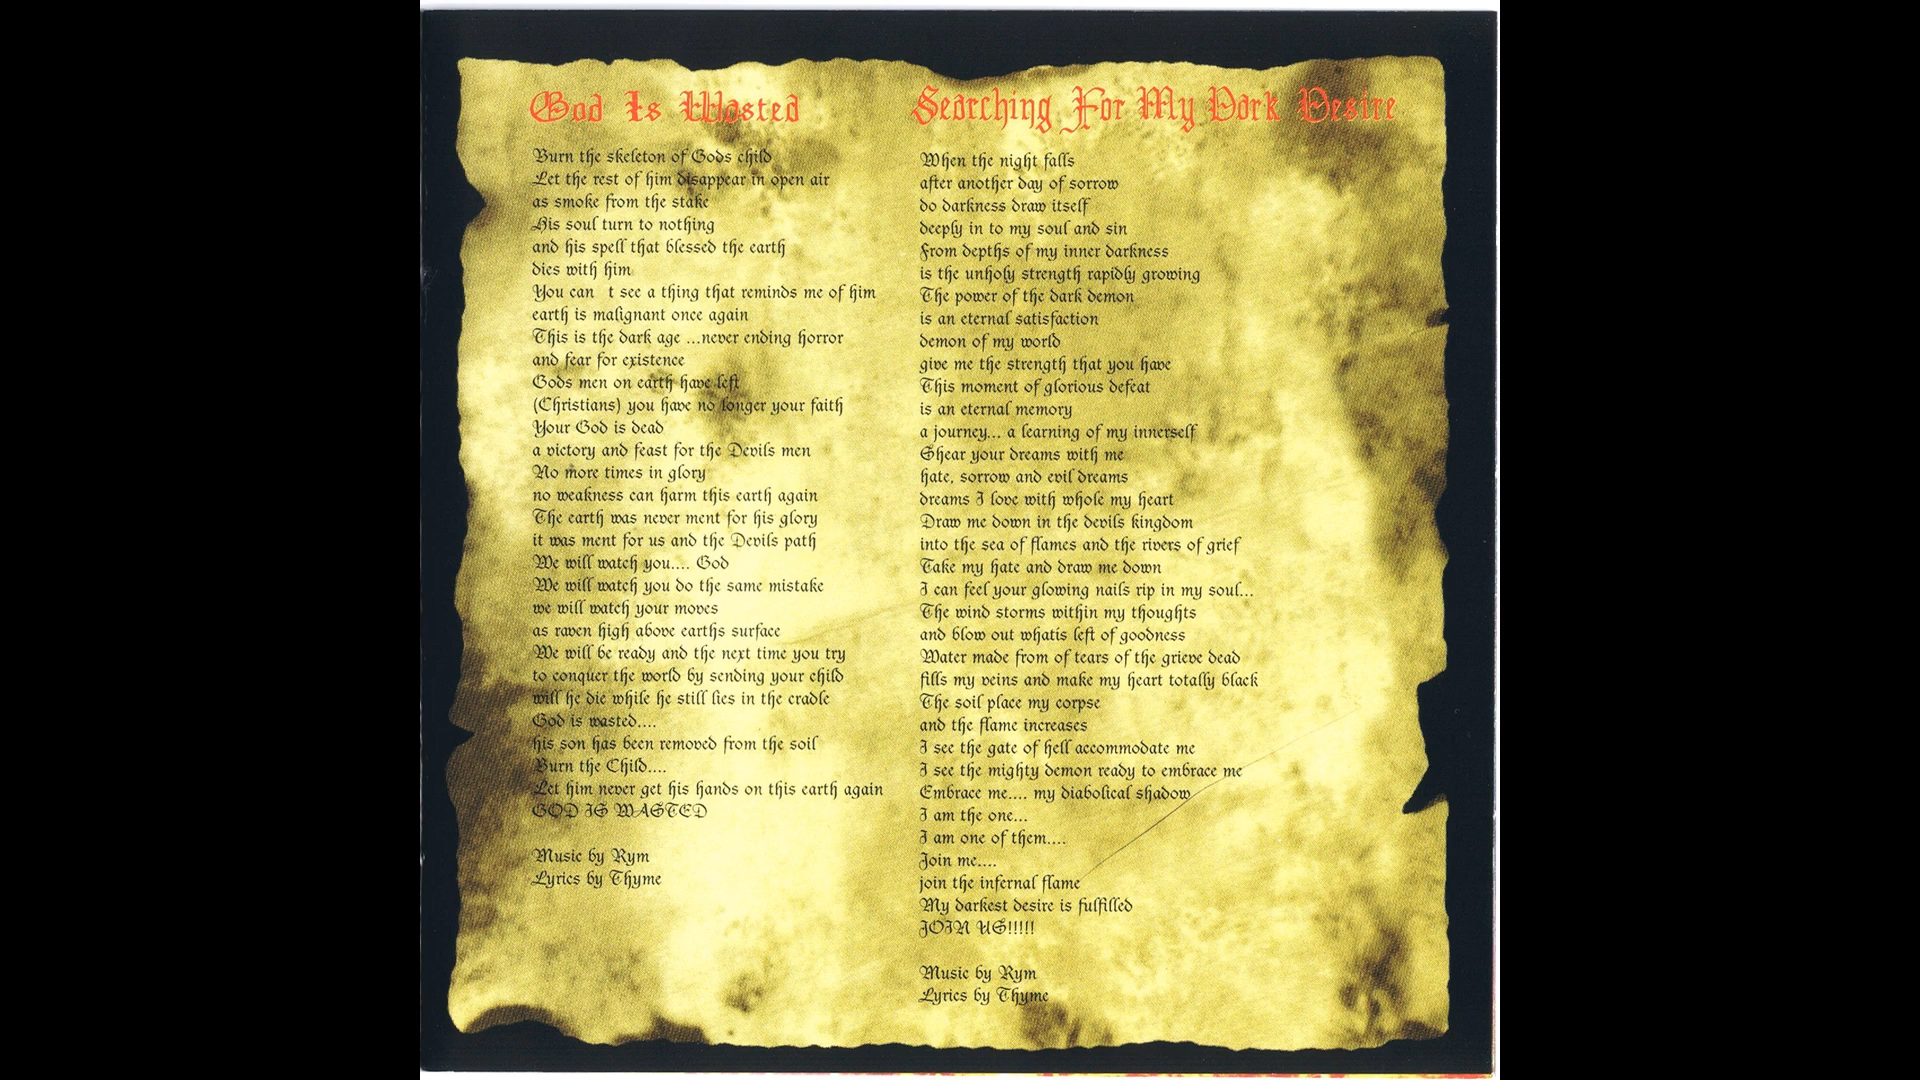 God Is Wasted
Burn the skeleton of Gods child
Let the rest of him disappear in open air
as smoke from the stake
His soul turn to nothing
and his spell that blessed the earth
dies with him
You can t see a thing that reminds me of him
earth is malignant once again
This is the dark age ...never ending horror
and fear for existence
Gods men on earth have left
(Christians) you have no longer your faith
Your God is dead
a victory and feast for the Devils men
No more times in glory
no weakness can harm this earth again
The earth was never ment for his glory
it was ment for us and the Devils path
We will watch you.... God
We will watch you do the same mistake
we will watch your moves
as raven high above earths surface
We will be ready and the next time you try
to conquer the world by sending your child
will he die while he still lies in the cradle
God is wasted....
his son has been removed from the soil
Burn the Child....
Let him never get his hands on this earth again
GOD IS WASTED
Music by Rym
Lyrics by Thyme
Searching For My Dark Desire
When the night falls
after another day of sorrow
do darkness draw itself
deeply in to my soul and sin
From depths of my inner darkness
is the unholy strength rapidly growing
The power of the dark demon
is an eternal satisfaction
demon of my world
give me the strength that you have
This moment of glorious defeat
is an eternal memory
a journey... a learning of my innerself
Shear your dreams with me
hate, sorrow and evil dreams
dreams I love with whole my heart
Draw me down in the devils kingdom
into the sea of flames and the rivers of grief
Take my hate and draw me down
I can feel your glowing nails rip in my soul...
The wind storms within my thoughts
and blow out whatis left of goodness
Water made from of tears of the grieve dead
fills my veins and make my heart totally black
The soil place my corpse
and the flame increases
I see the gate of hell accommodate me
I see the mighty demon ready to embrace me
Embrace me.... my diabolical shadow
I am the one...
I am one of them....
Join me....
join the infernal flame
My darkest desire is fulfilled
JOIN US!!!!!
Music by Rym
Lyrics by Thyme